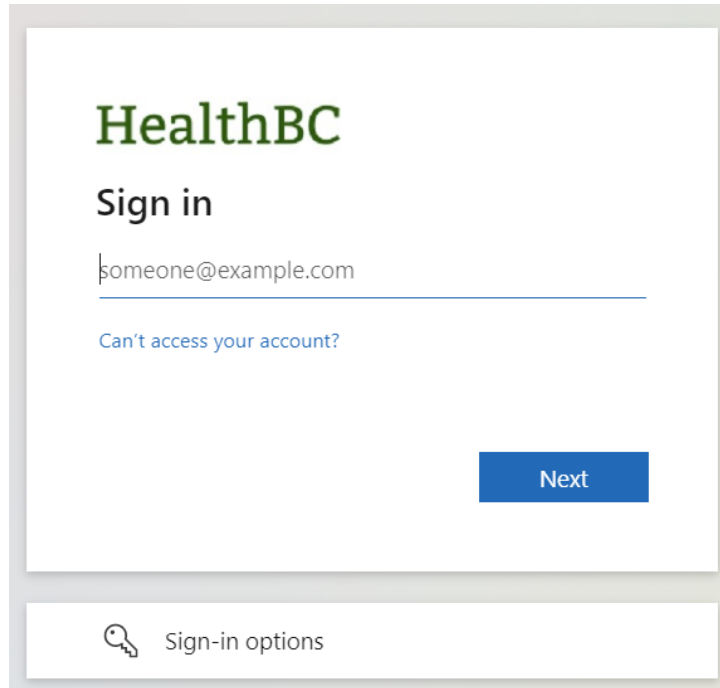 HealthBC
Sign in
someone@example.com
Can't access your account?
Next
Sign-in options